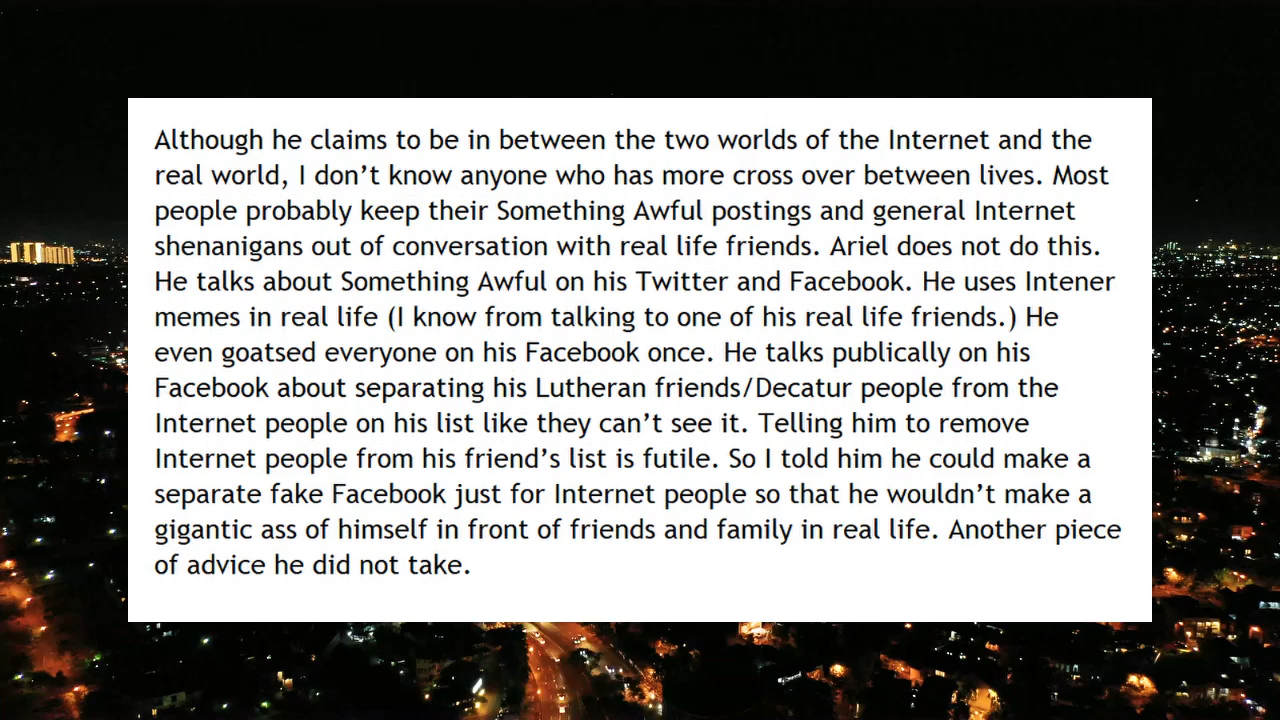 Although he claims to be in between the two worlds of the Internet and the
real world, I don’t know anyone who has more cross over between lives. Most
people probably keep their Something Awful postings and general Internet
shenanigans out of conversation with real life friends. Ariel does not do this.
He talks about Something Awful on his Twitter and Facebook. He uses Intener
memes in real life (I know from talking to one of his real life friends.) He
even goatsed everyone on his Facebook once. He talks publically on his
Facebook about separating his Lutheran friends/Decatur people from the
Internet people on his list like they can’t see it. Telling him to remove
Internet people from his friend’s list is futile. So I told him he could make a
separate fake Facebook just for Internet people so that he wouldn’t make a
gigantic ass of himself in front of friends and family in real life. Another piece
of advice he did not take.